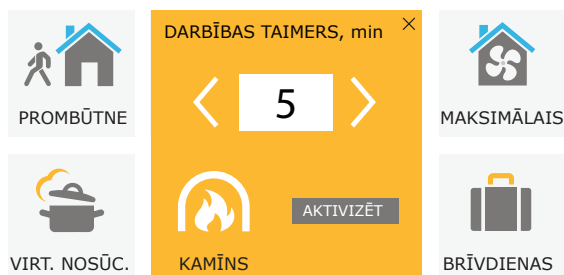 DARBĪBAS TAIMERS, min
5
PROMBŪTNE
MAKSIMĀLAIS
AKTIVIZĒT
VIRT. NOSŪC.
KAMĪNS
BRĪVDIENAS